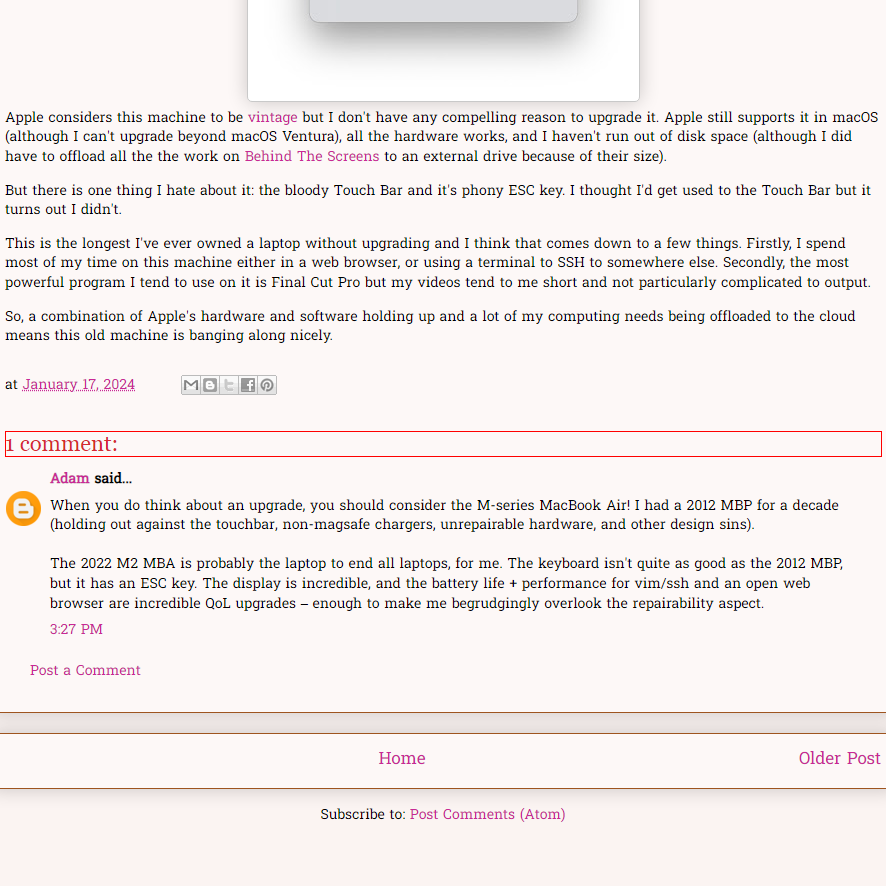 Apple considers this machine to be vintage but I don't have any compelling reason to upgrade it. Apple still supports it in macOS
(although I can't upgrade beyond macOS Ventura), all the hardware works, and I haven't run out of disk space (although I did
have to offload all the the work on Behind The Screens to an external drive because of their size).
But there is one thing I hate about it: the bloody Touch Bar and it's phony ESC key. I thought I'd get used to the Touch Bar but it
turns out I didn't.
This is the longest I've ever owned a laptop without upgrading and I think that comes down to a few things. Firstly, I spend
most of my time on this machine either in a web browser, or using a terminal to SSH to somewhere else. Secondly, the most
powerful program I tend to use on it is Final Cut Pro but my videos tend to me short and not particularly complicated to output.
So, a combination of Apple's hardware and software holding up and a lot of my computing needs being offloaded to the cloud
means this old machine is banging along nicely.
at January 17, 2024
1 comment:
Adam said...
When you do think about an upgrade, you should consider the M-series MacBook Air! I had a 2012 MBP for a decade
(holding out against the touchbar, non-magsafe chargers, unrepairable hardware, and other design sins).
The 2022 M2 MBA is probably the laptop to end all laptops, for me. The keyboard isn't quite as good as the 2012 MBP,
but it has an ESC key. The display is incredible, and the battery life + performance for vim/ssh and an open web
browser are incredible QoL upgrades – enough to make me begrudgingly overlook the repairability aspect.
3:27 PM
Post a Comment
Home
Older Post
Subscribe to: Post Comments (Atom)